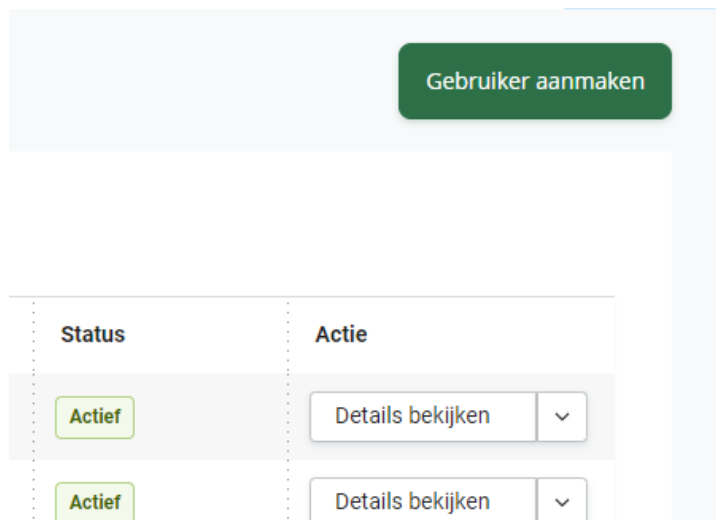 Gebruiker aanmaken
Status Actie
Actief Details bekijken
Actief Details bekijken